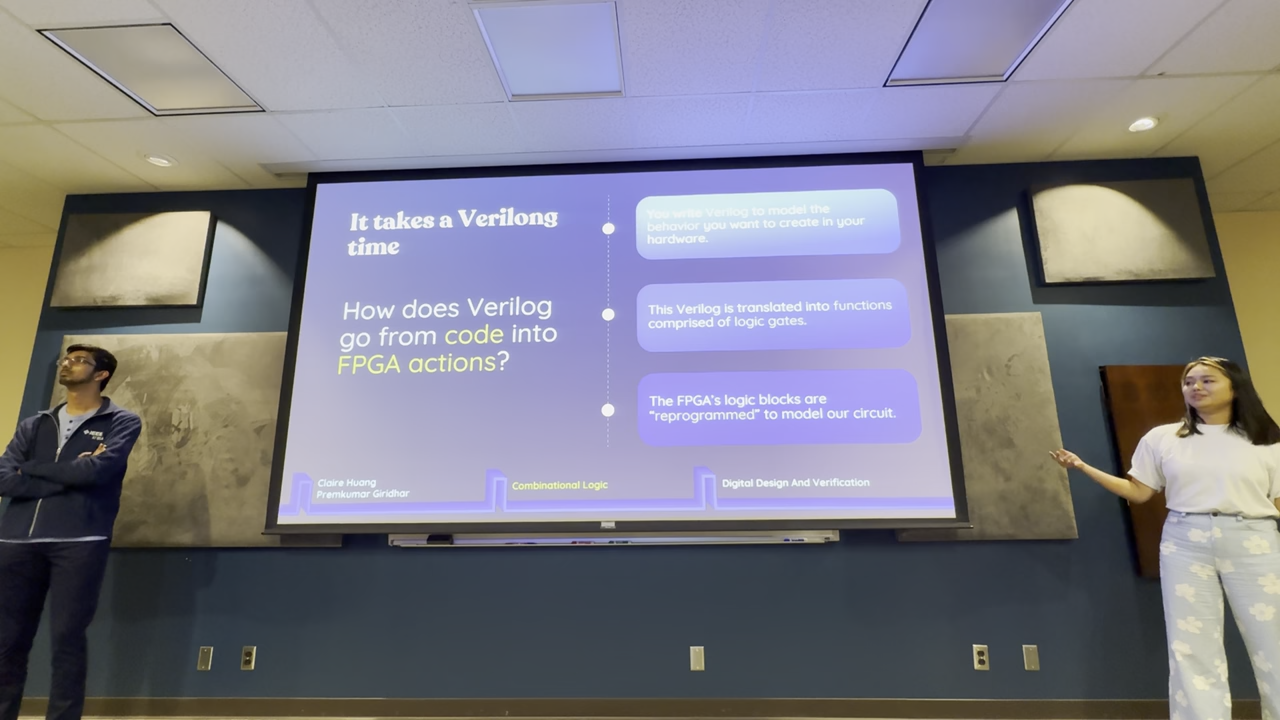 It takes a Verilong
time
How does Verilog
go from code into
FPGA actions?
You write Verilog to model the
behavior you want to create in your
hardware.
This Verilog is translated into functions
comprised of logic gates.
The FPGA's logic blocks are
“reprogrammed” to model our circuit.
Claire Huang
Premkumar Giridhar
Combinational Logic
Digital Design And Verification